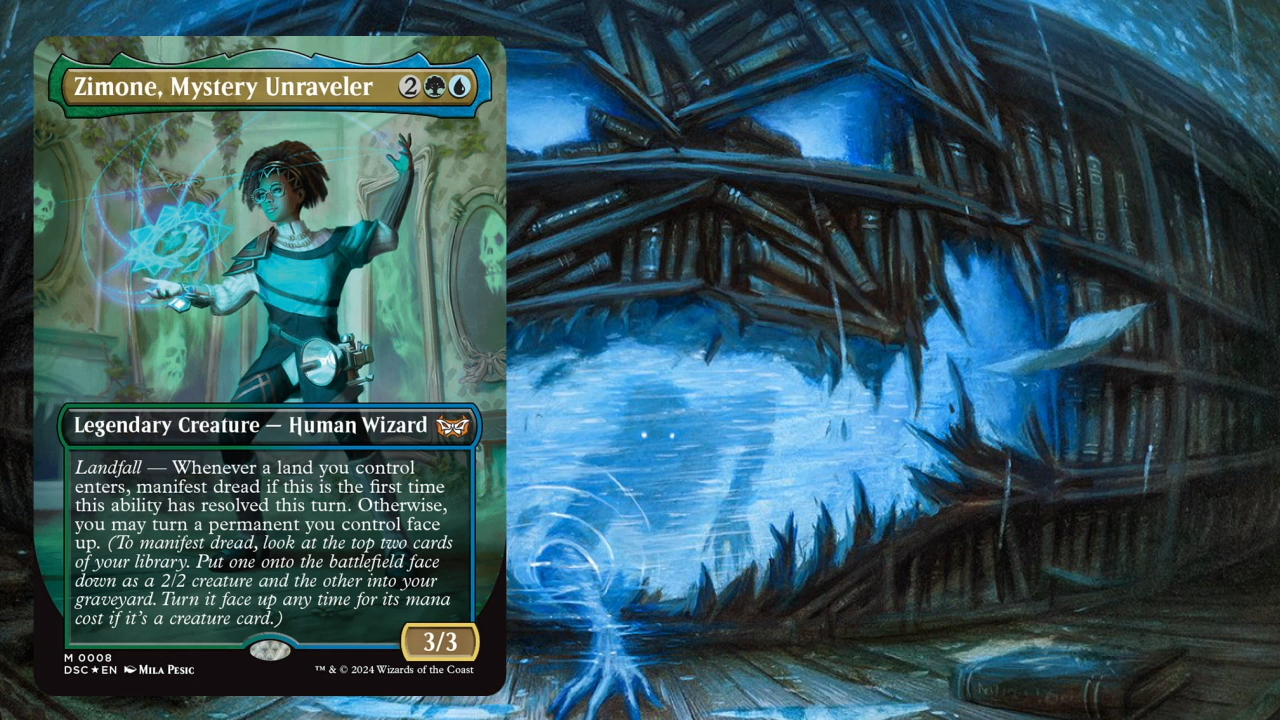 Zimone, Mystery Unraveler 2
Legendary Creature — Human Wizard
Landfall — Whenever a land you control
enters, manifest dread if this is the first time
this ability has resolved this turn. Otherwise,
you may turn a permanent you control face
up. (To manifest dread, look at the top two cards
of your library. Put one onto the battlefield face
down as a 2/2 creature and the other into your
graveyard. Turn it face up any time for its mana
cost if it's a creature card.)
3/3
M 0008
DSC ★ EN Mila Pesic
™ & © 2024 Wizards of the Coast